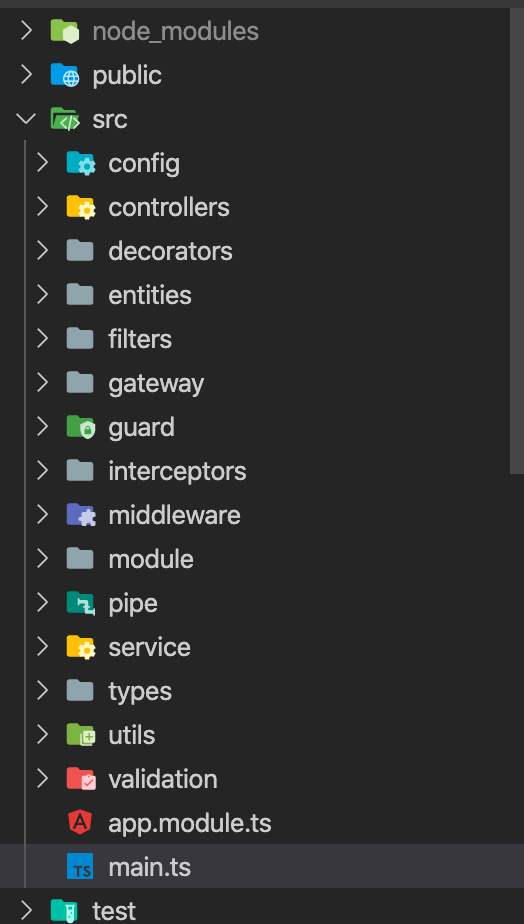 node_modules
public
src
config
controllers
decorators
entities
filters
gateway
guard
interceptors
middleware
module
pipe
service
types
utils
validation
app.module.ts
TS main.ts
test